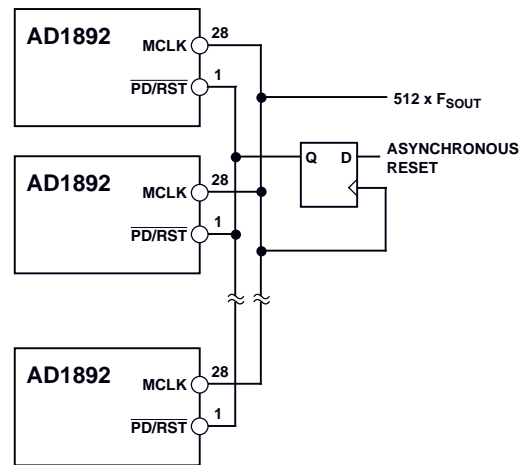 AD1892
MCLK
28
PD/RST
1
512 x FSOUT
Q
D
ASYNCHRONOUS
RESET
AD1892
MCLK
28
PD/RST
1
AD1892
MCLK
28
PD/RST
1